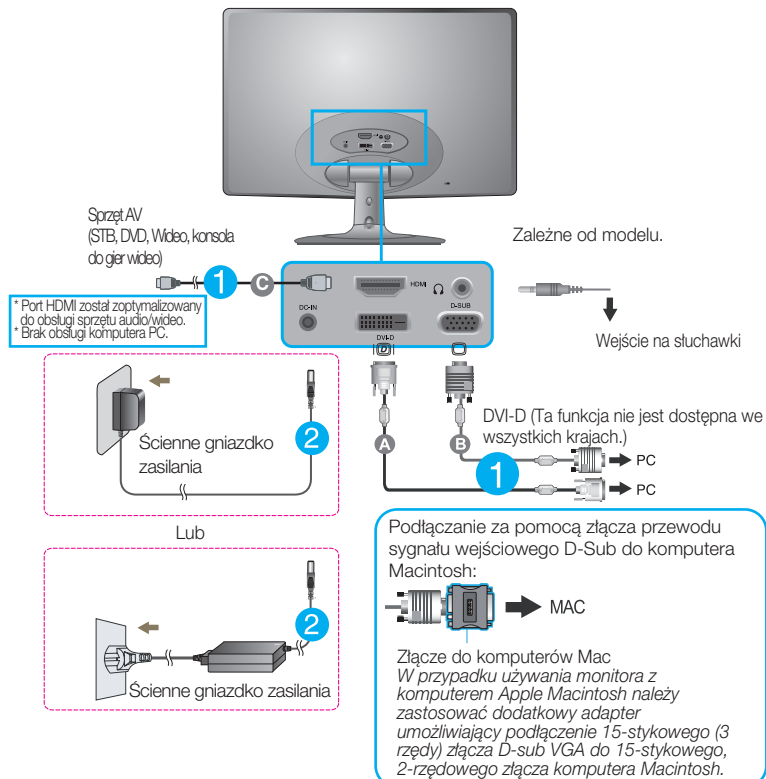 Sprzęt AV
(STB, DVD, Wideo, konsola
do gier wideo)
Zależne od modelu.
1
C
HDMI
DC-IN
D-SUB
DVI-D
D
* Port HDMI został zoptymalizowany
do obsługi sprzętu audio/wideo.
* Brak obsługi komputera PC.
Wejście na słuchawki
Ścienne gniazdko
zasilania
2
A
B
1
DVI-D (Ta funkcja nie jest dostępna we
wszystkich krajach.)
PC
PC
Lub
2
Ścienne gniazdko zasilania
Podłączanie za pomocą złącza przewodu
sygnału wejściowego D-Sub do komputera
Macintosh:
MAC
Złącze do komputerów Mac
W przypadku używania monitora z
komputerem Apple Macintosh należy
zastosować dodatkowy adapter
umożliwiający podłączenie 15-stykowego (3
rzędy) złącza D-sub VGA do 15-stykowego,
2-rzędowego złącza komputera Macintosh.